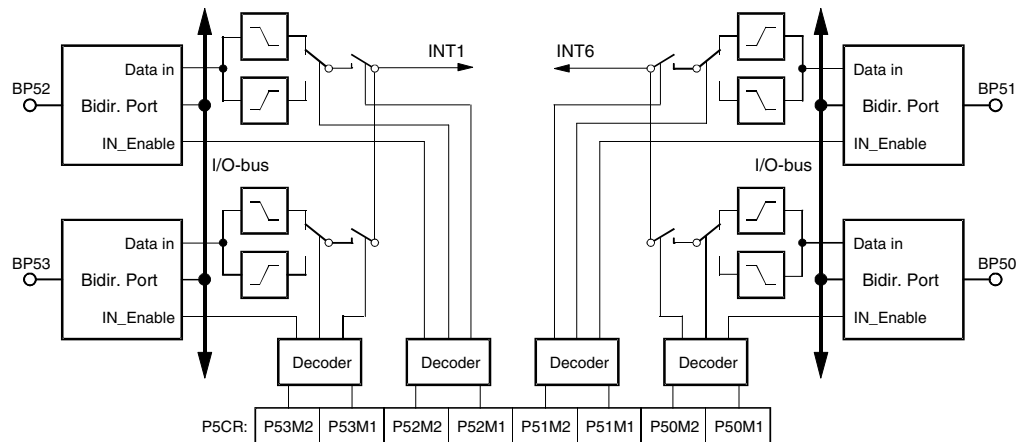 INT1 INT6
Data in Data in
BP52 BP51
Bidir. Port Bidir. Port
IN_Enable IN_Enable
I/O-bus I/O-bus
Data in Data in
BP53 BP50
Bidir. Port Bidir. Port
IN_Enable IN_Enable
Decoder Decoder Decoder Decoder
P5CR: P53M2 P53M1 P52M2 P52M1 P51M2 P51M1 P50M2 P50M1